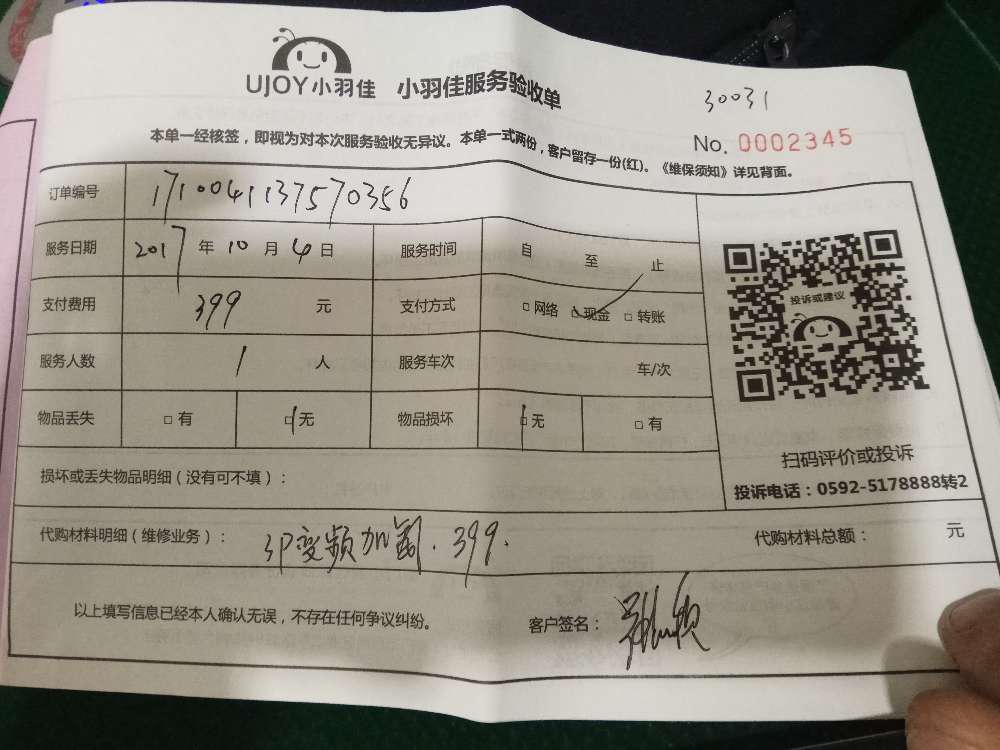 UJOY小羽佳 小羽佳服务验收单
30031
本单一经核签，即视为对本次服务验收无异议。本单一式两份，客户留存一份(红)。《维保须知》详见背面。
No. 0002345
订单编号 1710041137570356
服务日期 2017 年 10 月 4 日 服务时间 自 至 止
支付费用 399 元 支付方式 □ 网络 □ 现金 □ 转账
服务人数 1 人 服务车次 车/次
物品丢失 □ 有 □ 无 物品损坏 □ 无 □ 有
投诉或建议
扫码评价或投诉
投诉电话：0592-5178888转2
损坏或丢失物品明细（没有可不填）：
代购材料明细（维修业务）： 3P变频加氟. 399. 代购材料总额： 元
以上填写信息已经本人确认无误，不存在任何争议纠纷。 客户签名：